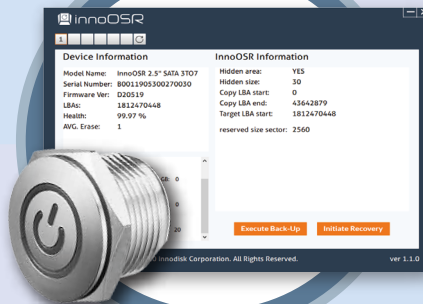 innoOSR
1
Device Information
Model Name: InnoOSR 2.5" SATA 3TO7
Serial Number: B0011905300270030
Firmware Ver: D20519
LBAs: 1812470448
Health: 99.97 %
AVG. Erase: 1
InnoOSR Information
Hidden area: YES
Hidden size: 30
Copy LBA start: 0
Copy LBA end: 43642879
Target LBA start: 1812470448
reserved size sector: 2560
GB: 0
0
20
Execute Back-Up
Initiate Recovery
Innodisk Corporation. All Rights Reserved.
ver 1.1.0